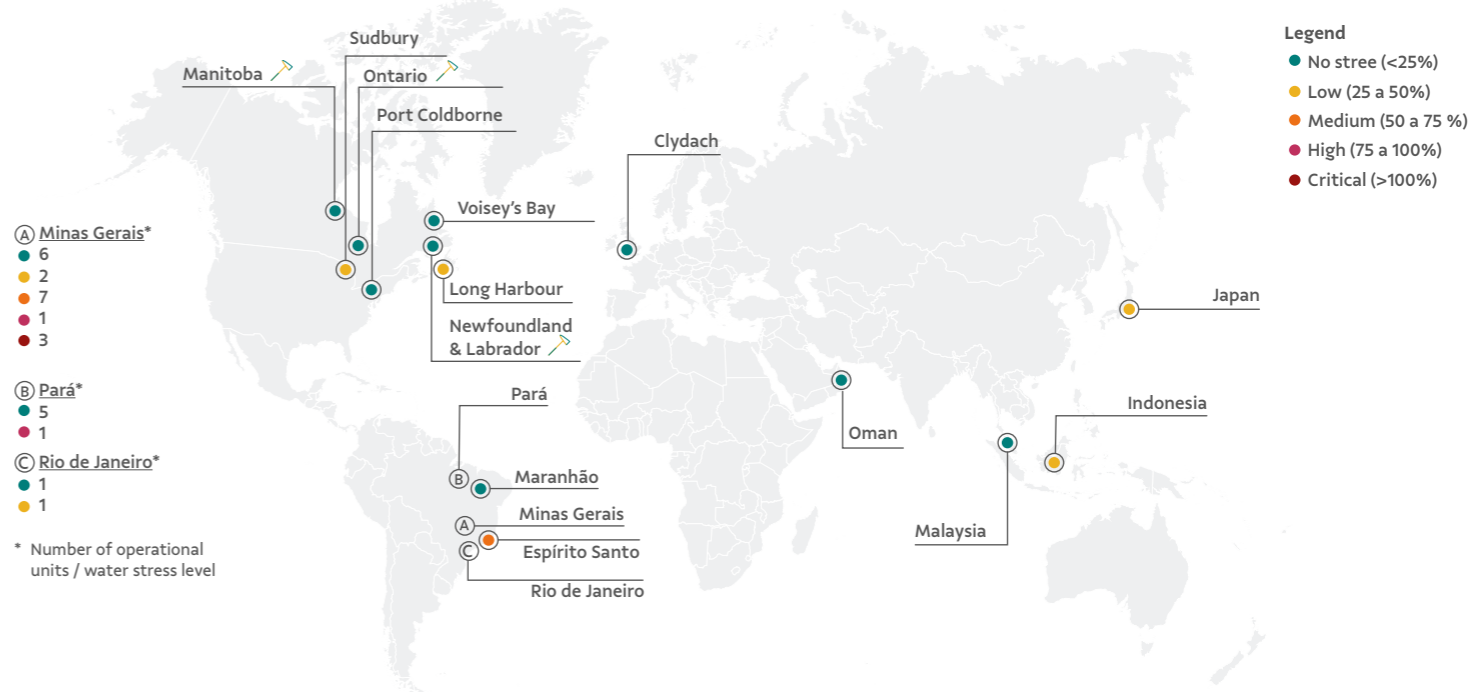 Sudbury
Manitoba
Ontario
Port Coldborne
Clydach
Voisey's Bay
Long Harbour
Newfoundland
& Labrador
Japan
Indonesia
Oman
Malaysia
Pará
B
Maranhão
Minas Gerais
A
Espírito Santo
C
Rio de Janeiro
Legend
No stree (<25%)
Low (25 a 50%)
Medium (50 a 75 %)
High (75 a 100%)
Critical (>100%)
A Minas Gerais*
6
2
7
1
3
B Pará*
5
1
C Rio de Janeiro*
1
1
* Number of operational
units / water stress level